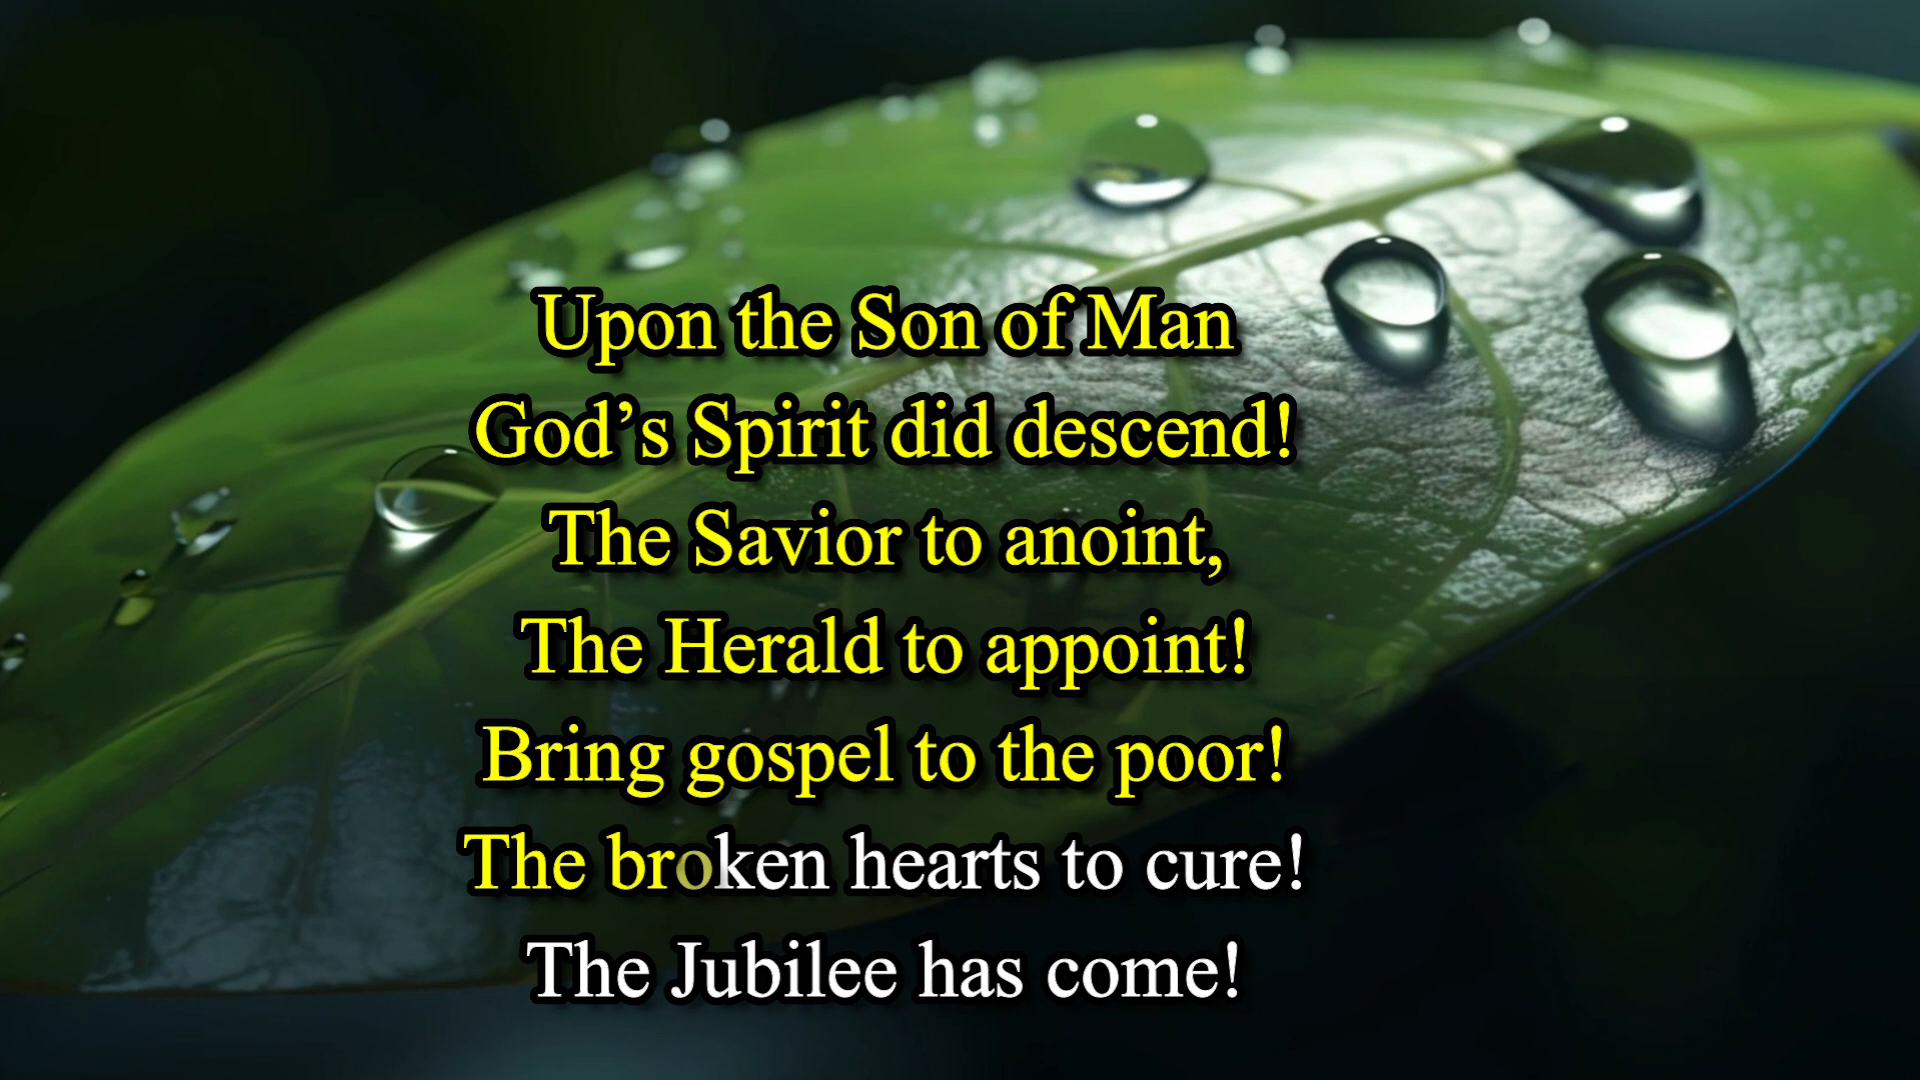 Upon the Son of Man
God’s Spirit did descend!
The Savior to anoint,
The Herald to appoint!
Bring gospel to the poor!
The broken hearts to cure!
The Jubilee has come!